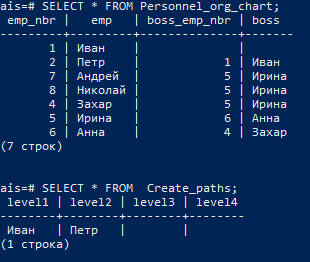 ais=# SELECT * FROM Personnel_org_chart;
 emp_nbr |   emp   | boss_emp_nbr | boss
---------+---------+--------------+-------
       1 | Иван    |              |
       2 | Петр    |            1 | Иван
       7 | Андрей  |            5 | Ирина
       8 | Николай |            5 | Ирина
       4 | Захар   |            5 | Ирина
       5 | Ирина   |            6 | Анна
       6 | Анна    |            4 | Захар
(7 строк)
ais=# SELECT * FROM  Create_paths;
 level1 | level2 | level3 | level4
--------+--------+--------+--------
 Иван   | Петр   |        |
(1 строка)